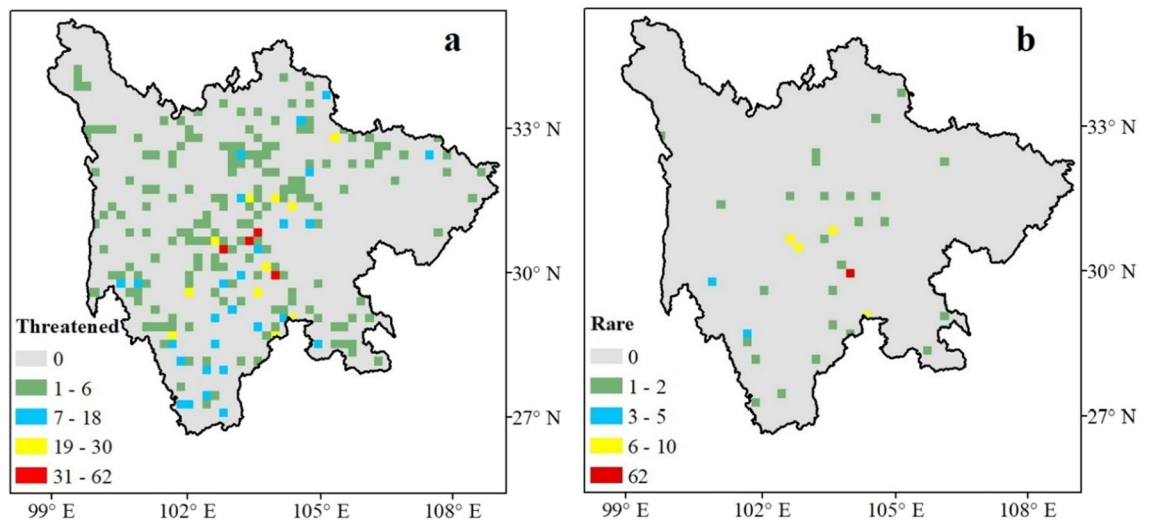 a
33° N
30° N
27° N
Threatened
0
1 - 6
7 - 18
19 - 30
31 - 62
99° E
102° E
105° E
108° E
b
33° N
30° N
27° N
Rare
0
1 - 2
3 - 5
6 - 10
62
99° E
102° E
105° E
108° E